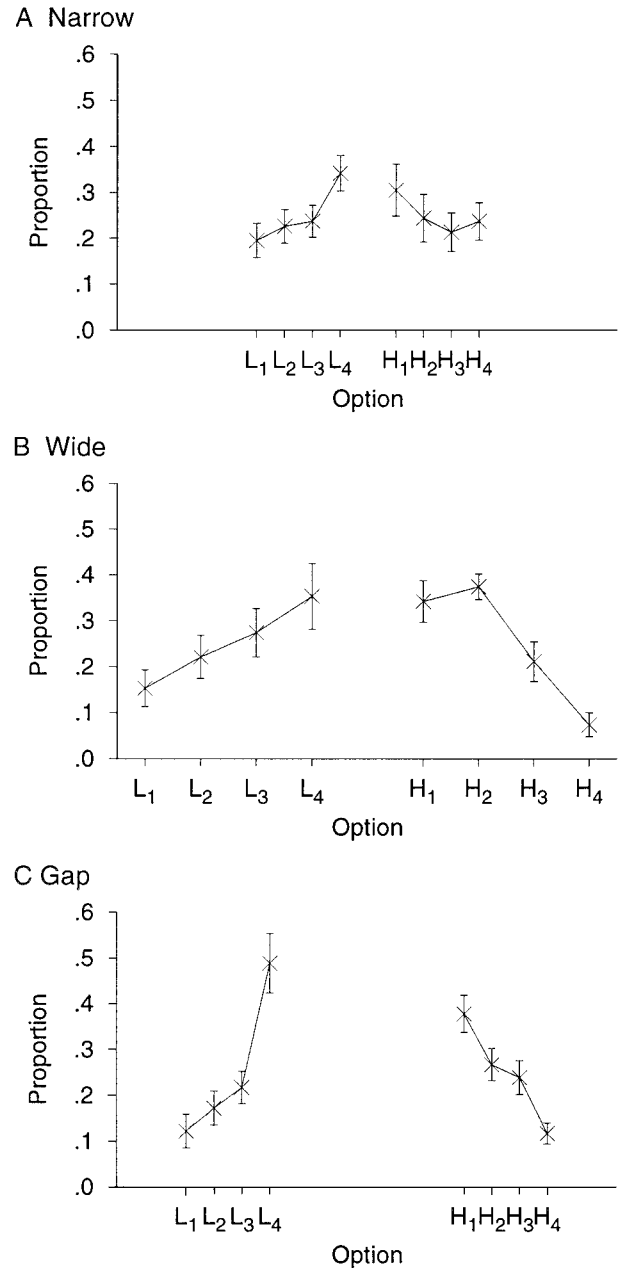 A Narrow
.6
.5
.4
.3
.2
.1
.0
Proportion
L₁ L₂ L₃ L₄ H₁ H₂ H₃ H₄
Option
B Wide
.6
.5
.4
.3
.2
.1
.0
Proportion
L₁ L₂ L₃ L₄ H₁ H₂ H₃ H₄
Option
C Gap
.6
.5
.4
.3
.2
.1
.0
Proportion
L₁ L₂ L₃ L₄ H₁ H₂ H₃ H₄
Option